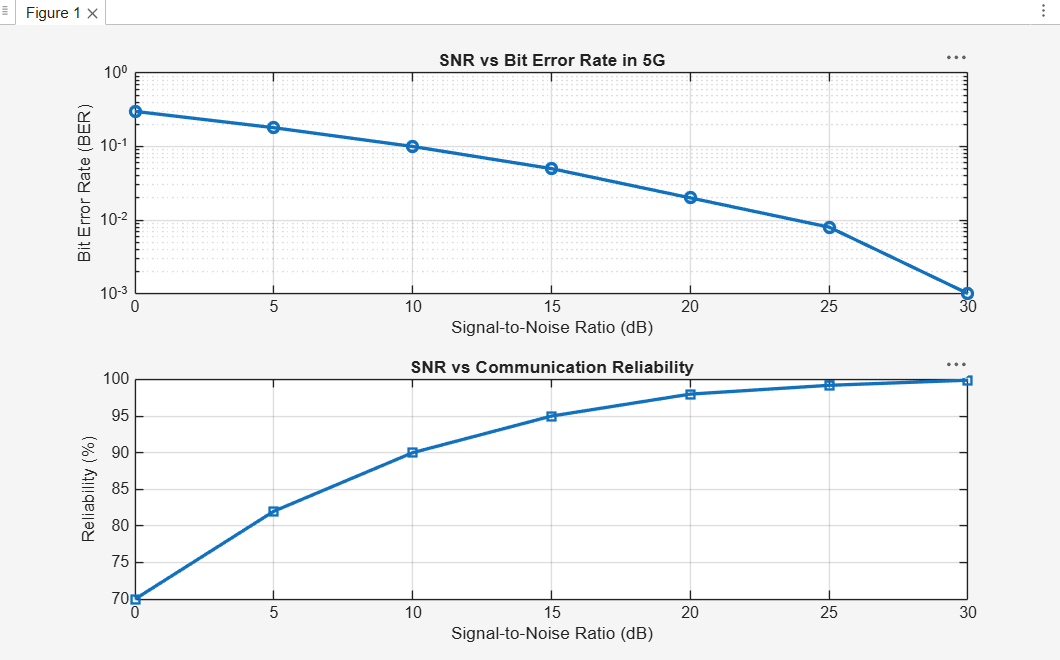 Figure 1
SNR vs Bit Error Rate in 5G
Bit Error Rate (BER)
10⁰
10⁻¹
10⁻²
10⁻³
0 5 10 15 20 25 30
Signal-to-Noise Ratio (dB)
SNR vs Communication Reliability
Reliability (%)
100
95
90
85
80
75
70
0 5 10 15 20 25 30
Signal-to-Noise Ratio (dB)